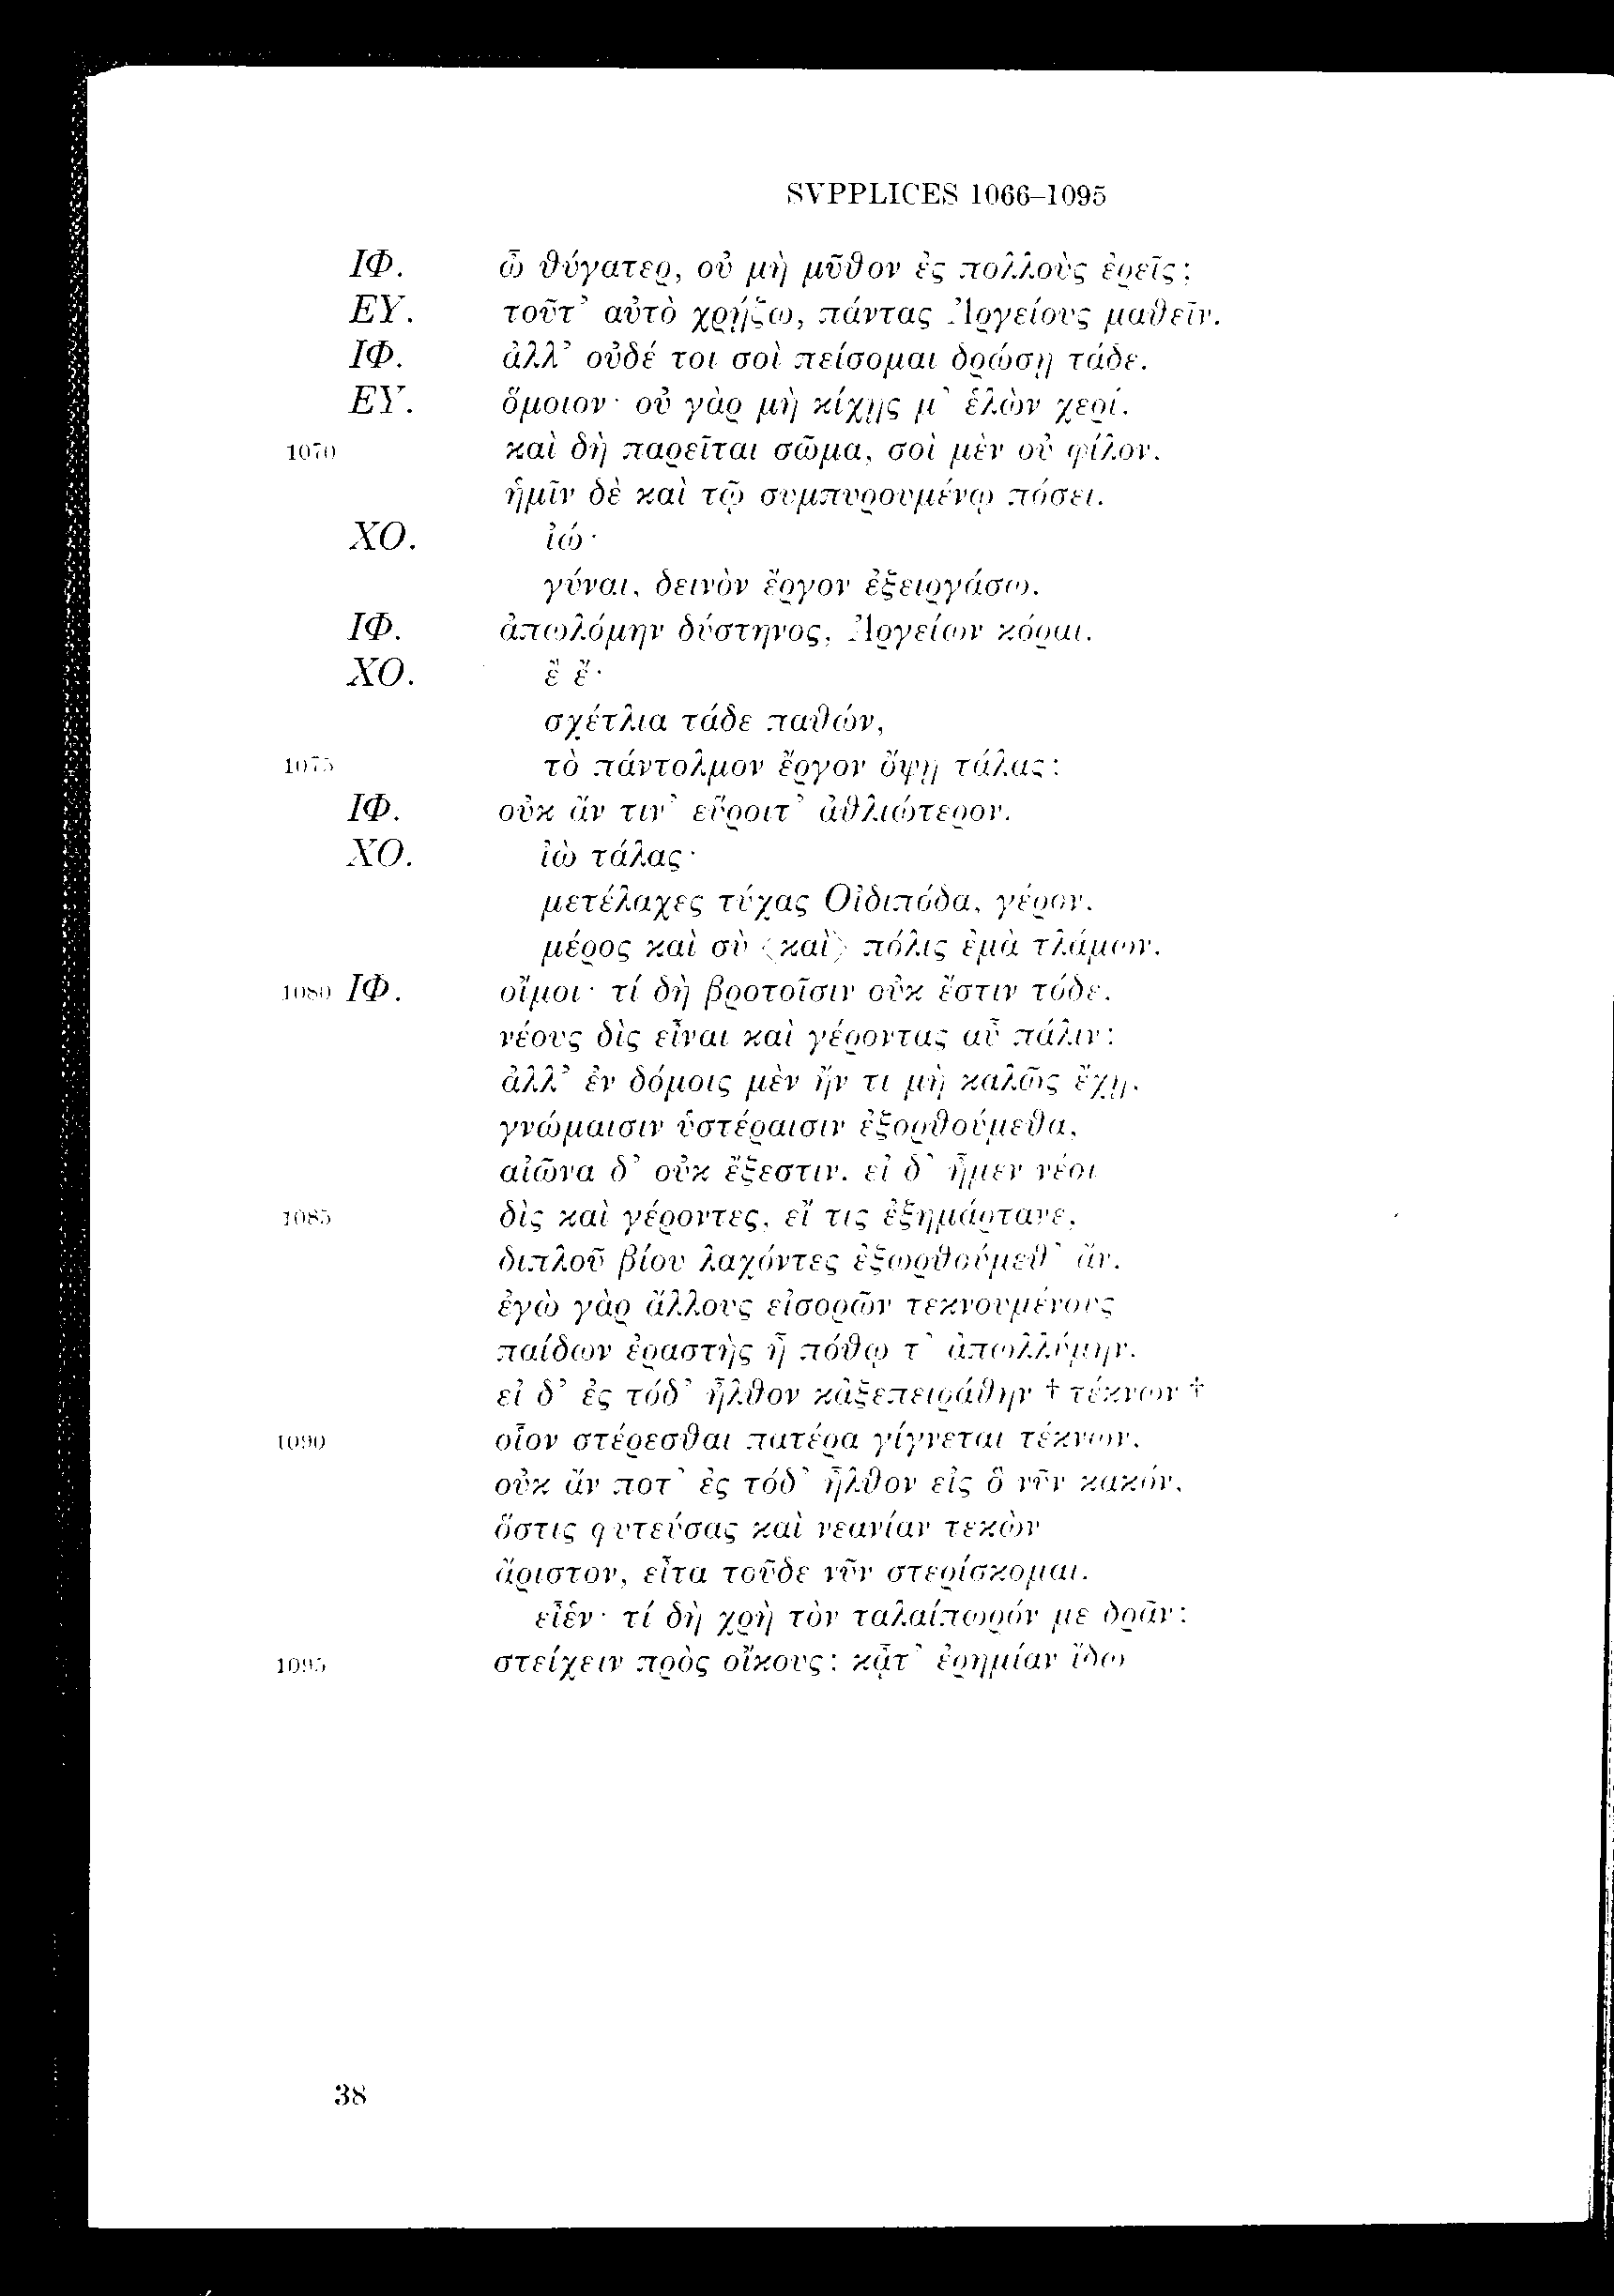 SVPPLICES 1066–1095
ΙΦ. ὦ θύγατερ, οὐ μὴ μῦθον ἐς πολλοὺς ἐρεῖς;
ΕΥ. τοῦτ’ αὐτὸ χρῄζω, πάντας Ἀργείους μαθεῖν.
ΙΦ. ἀλλ’ οὐδέ τοι σοὶ πείσομαι δρώσῃ τάδε.
ΕΥ. ὅμοιον· οὐ γὰρ μὴ κίχῃς μ’ ἑλὼν χερί.
1070 καὶ δὴ παρεῖται σῶμα, σοὶ μὲν οὐ φίλον,
ἡμῖν δὲ καὶ τῷ συμπυρουμένῳ πόσει.
ΧΟ. ἰώ·
γύναι, δεινὸν ἔργον ἐξειργάσω.
ΙΦ. ἀπωλόμην δύστηνος, Ἀργείων κόραι.
ΧΟ. ἒ ἔ·
σχέτλια τάδε παθών,
1075 τὸ πάντολμον ἔργον ὄψῃ τάλας;
ΙΦ. οὐκ ἄν τιν’ εὕροιτ’ ἀθλιώτερον.
ΧΟ. ἰὼ τάλας·
μετέλαχες τύχας Οἰδιπόδα, γέρον,
μέρος καὶ σὺ ⟨καὶ⟩ πόλις ἐμὰ τλάμων.
1080 ΙΦ. οἴμοι· τί δὴ βροτοῖσιν οὐκ ἔστιν τόδε,
νέους δὶς εἶναι καὶ γέροντας αὖ πάλιν;
ἀλλ’ ἐν δόμοις μὲν ἤν τι μὴ καλῶς ἔχῃ,
γνώμαισιν ὑστέραισιν ἐξορθούμεθα,
αἰῶνα δ’ οὐκ ἔξεστιν. εἰ δ’ ἦμεν νέοι
1085 δὶς καὶ γέροντες, εἴ τις ἐξημάρτανε,
διπλοῦ βίου λαχόντες ἐξωρθούμεθ’ ἄν.
ἐγὼ γὰρ ἄλλους εἰσορῶν τεκνουμένους
παίδων ἐραστὴς ἦ πόθῳ τ’ ἀπωλλύμην.
εἰ δ’ ἐς τόδ’ ἦλθον κἀξεπειράθην † τέκνων †
1090 οἷον στέρεσθαι πατέρα γίγνεται τέκνων,
οὐκ ἄν ποτ’ ἐς τόδ’ ἦλθον εἰς ὃ νῦν κακόν,
ὅστις φυτεύσας καὶ νεανίαν τεκὼν
ἄριστον, εἶτα τοῦδε νῦν στερίσκομαι.
εἶἑν· τί δὴ χρὴ τὸν ταλαίπωρόν με δρᾶν;
1095 στείχειν πρὸς οἴκους; κᾆτ’ ἐρημίαν ἴδω
38